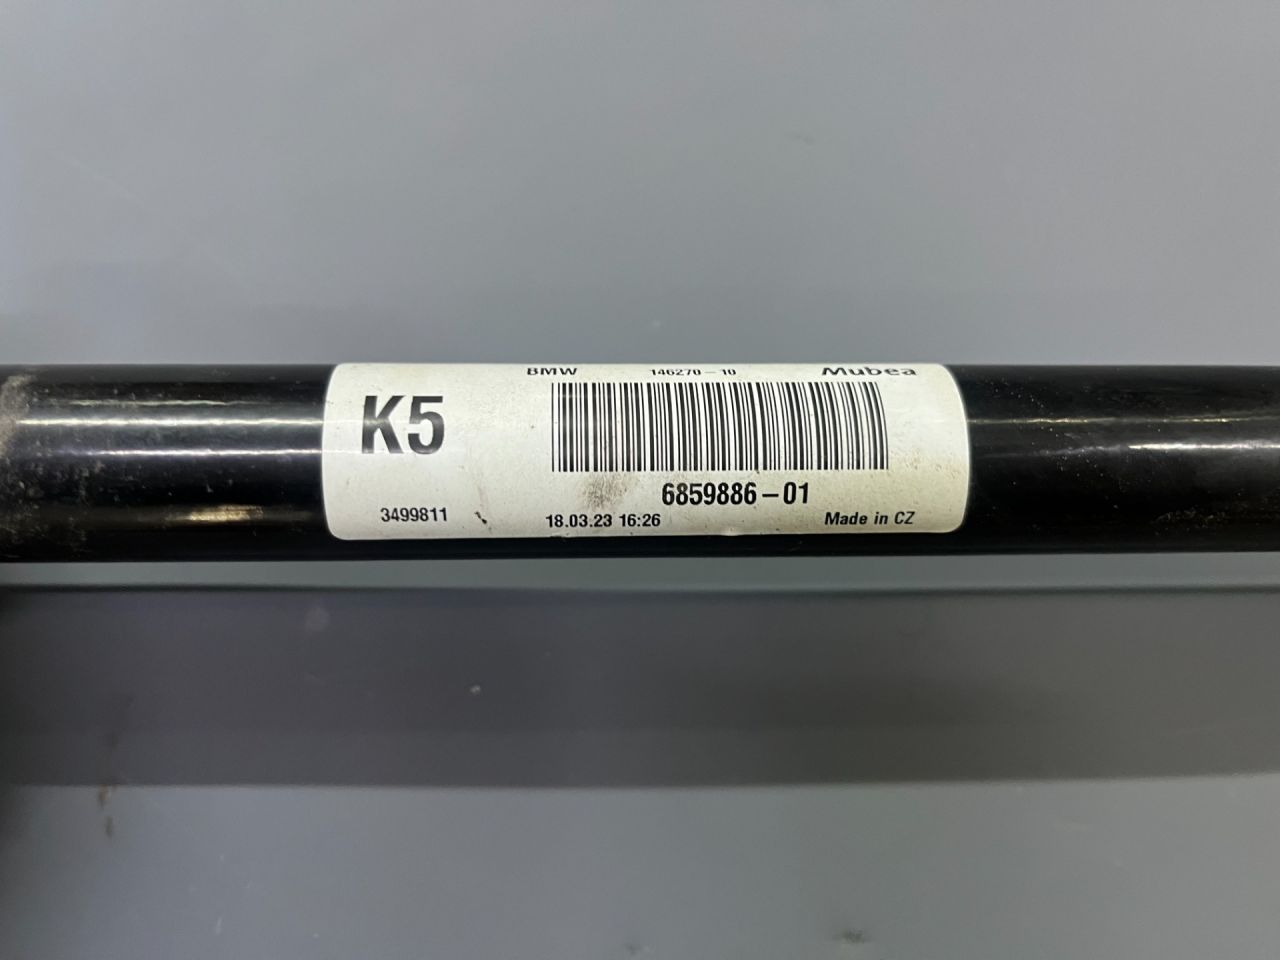 BMW 146270-10 Mubea
K5
6859886-01
3499811 18.03.23 16:26 Made in CZ